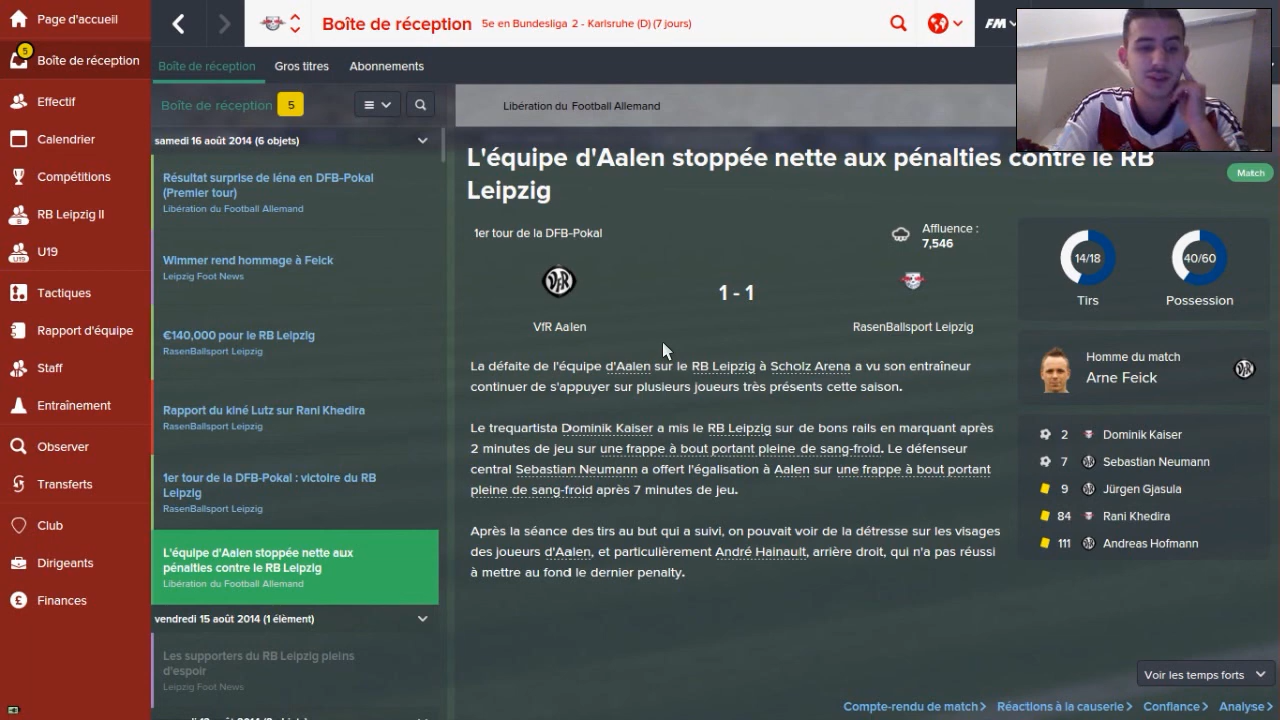 Page d'accueil
5
Boîte de réception
Effectif
Calendrier
Compétitions
RB Leipzig II
U19
Tactiques
Rapport d'équipe
Staff
Entraînement
Observer
Transferts
Club
Dirigeants
Finances
Boîte de réception
5e en Bundesliga 2 - Karlsruhe (D) (7 jours)
FM
Boîte de réception
Gros titres
Abonnements
Boîte de réception 5
samedi 16 août 2014 (6 objets)
Résultat surprise de Iéna en DFB-Pokal
(Premier tour)
Libération du Football Allemand
Wimmer rend hommage à Feick
Leipzig Foot News
€140,000 pour le RB Leipzig
RasenBallsport Leipzig
Rapport du kiné Lutz sur Rani Khedira
RasenBallsport Leipzig
1er tour de la DFB-Pokal : victoire du RB
Leipzig
RasenBallsport Leipzig
L'équipe d'Aalen stoppée nette aux
pénalties contre le RB Leipzig
Libération du Football Allemand
vendredi 15 août 2014 (1 élément)
Les supporters du RB Leipzig pleins
d'espoir
Leipzig Foot News
Libération du Football Allemand
L'équipe d'Aalen stoppée nette aux pénalties contre le RB
Leipzig
Match
1er tour de la DFB-Pokal
Affluence :
7,546
VfR
1 - 1
VfR Aalen
RasenBallsport Leipzig
La défaite de l'équipe d'Aalen sur le RB Leipzig à Scholz Arena a vu son entraîneur
continuer de s'appuyer sur plusieurs joueurs très présents cette saison.
Le trequartista Dominik Kaiser a mis le RB Leipzig sur de bons rails en marquant après
2 minutes de jeu sur une frappe à bout portant pleine de sang-froid. Le défenseur
central Sebastian Neumann a offert l'égalisation à Aalen sur une frappe à bout portant
pleine de sang-froid après 7 minutes de jeu.
Après la séance des tirs au but qui a suivi, on pouvait voir de la détresse sur les visages
des joueurs d'Aalen, et particulièrement André Hainault, arrière droit, qui n'a pas réussi
à mettre au fond le dernier penalty.
14/18
Tirs
40/60
Possession
Homme du match
Arne Feick
2 Dominik Kaiser
7 Sebastian Neumann
9 Jürgen Gjasula
84 Rani Khedira
111 Andreas Hofmann
Voir les temps forts
Compte-rendu de match>
Réactions à la causerie>
Confiance>
Analyse>